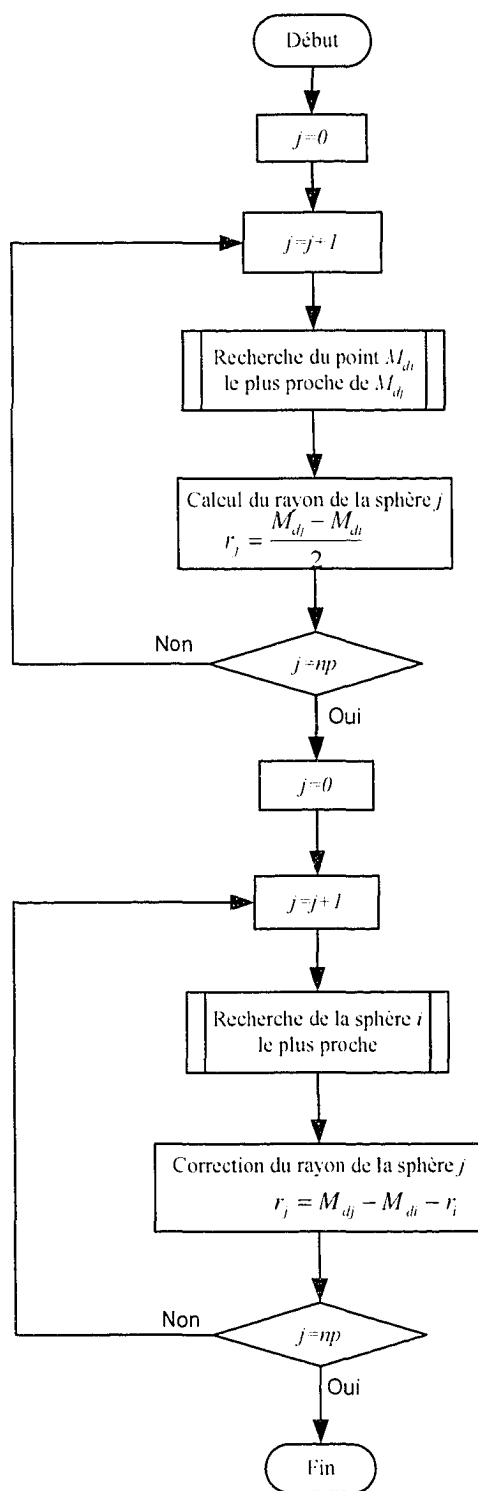 Début
j=0
j=j+1
Recherche du point M_di
le plus proche de M_dj
Calcul du rayon de la sphère j
r_j = (M_dj − M_di) / 2
Non
j=np
Oui
j=0
j=j+1
Recherche de la sphère i
le plus proche
Correction du rayon de la sphère j
r_j = M_dj − M_di − r_i
Non
j=np
Oui
Fin